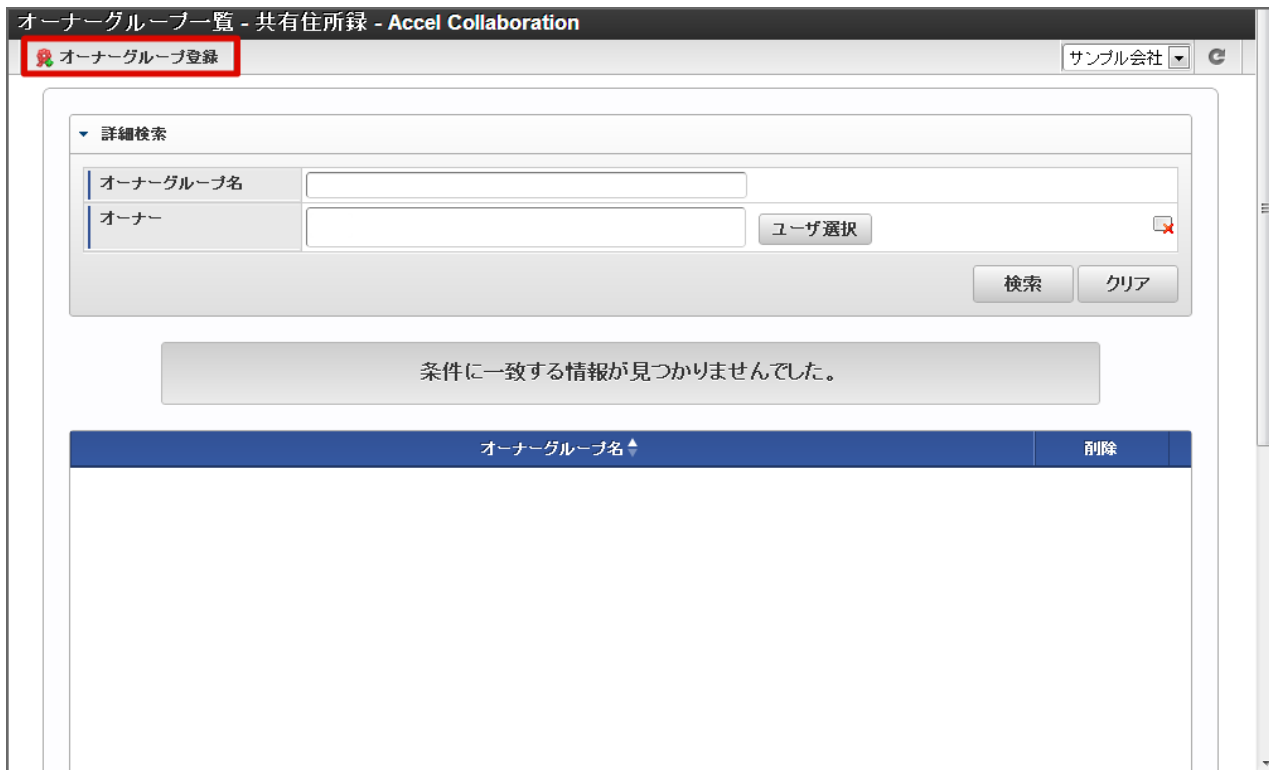 オーナーグループ一覧 - 共有住所録 - Accel Collaboration
オーナーグループ登録
サンプル会社
詳細検索
オーナーグループ名
オーナー
ユーザ選択
検索 クリア
条件に一致する情報が見つかりませんでした。
オーナーグループ名 削除